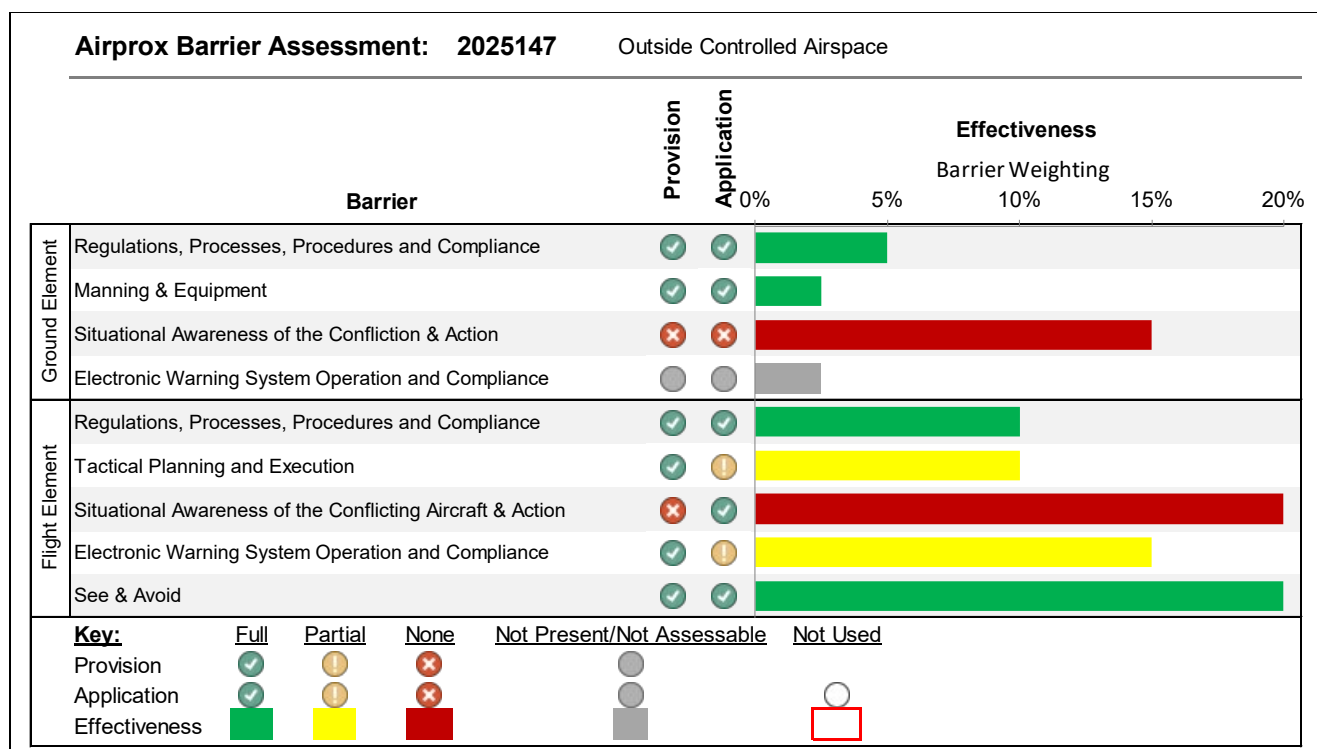 Airprox Barrier Assessment: 2025147 Outside Controlled Airspace
Provision
Application
Effectiveness
Barrier Weighting
Barrier
0% 5% 10% 15% 20%
Ground Element
Regulations, Processes, Procedures and Compliance
Manning & Equipment
Situational Awareness of the Confliction & Action
Electronic Warning System Operation and Compliance
Flight Element
Regulations, Processes, Procedures and Compliance
Tactical Planning and Execution
Situational Awareness of the Conflicting Aircraft & Action
Electronic Warning System Operation and Compliance
See & Avoid
Key: Full Partial None Not Present/Not Assessable Not Used
Provision
Application
Effectiveness